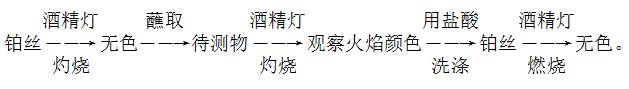 酒精灯 蘸取 酒精灯 用盐酸 酒精灯
铂丝———→无色———→待测物———→观察火焰颜色———→铂丝———→无色。
灼烧 灼烧 洗涤 燃烧